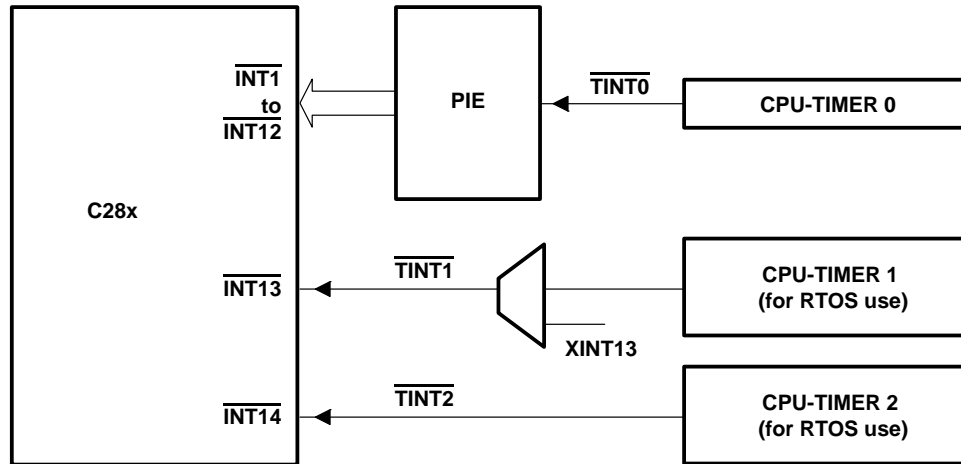 INT1
to
INT12
PIE
TINT0
CPU-TIMER 0
C28x
INT13
TINT1
XINT13
CPU-TIMER 1
(for RTOS use)
INT14
TINT2
CPU-TIMER 2
(for RTOS use)